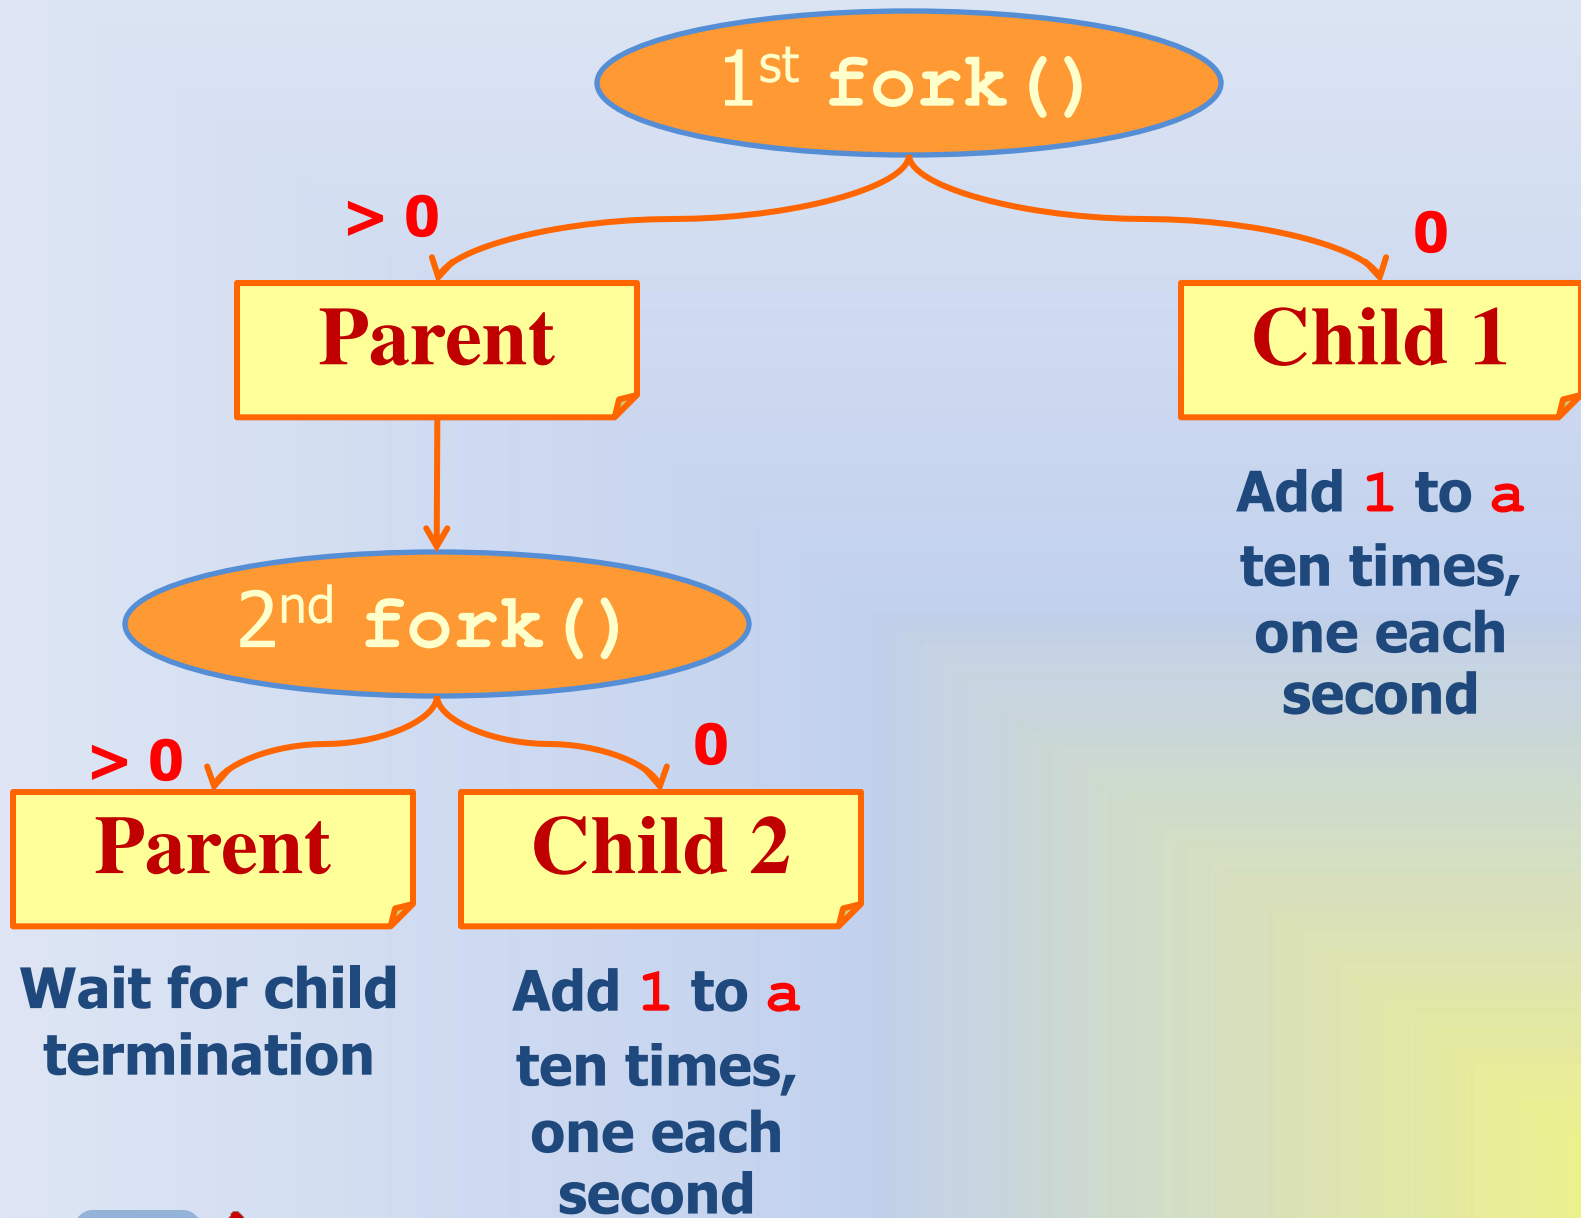 1st fork()
> 0
0
Parent
Child 1
Add 1 to a
ten times,
one each
second
2nd fork()
> 0
0
Parent
Child 2
Wait for child
termination
Add 1 to a
ten times,
one each
second